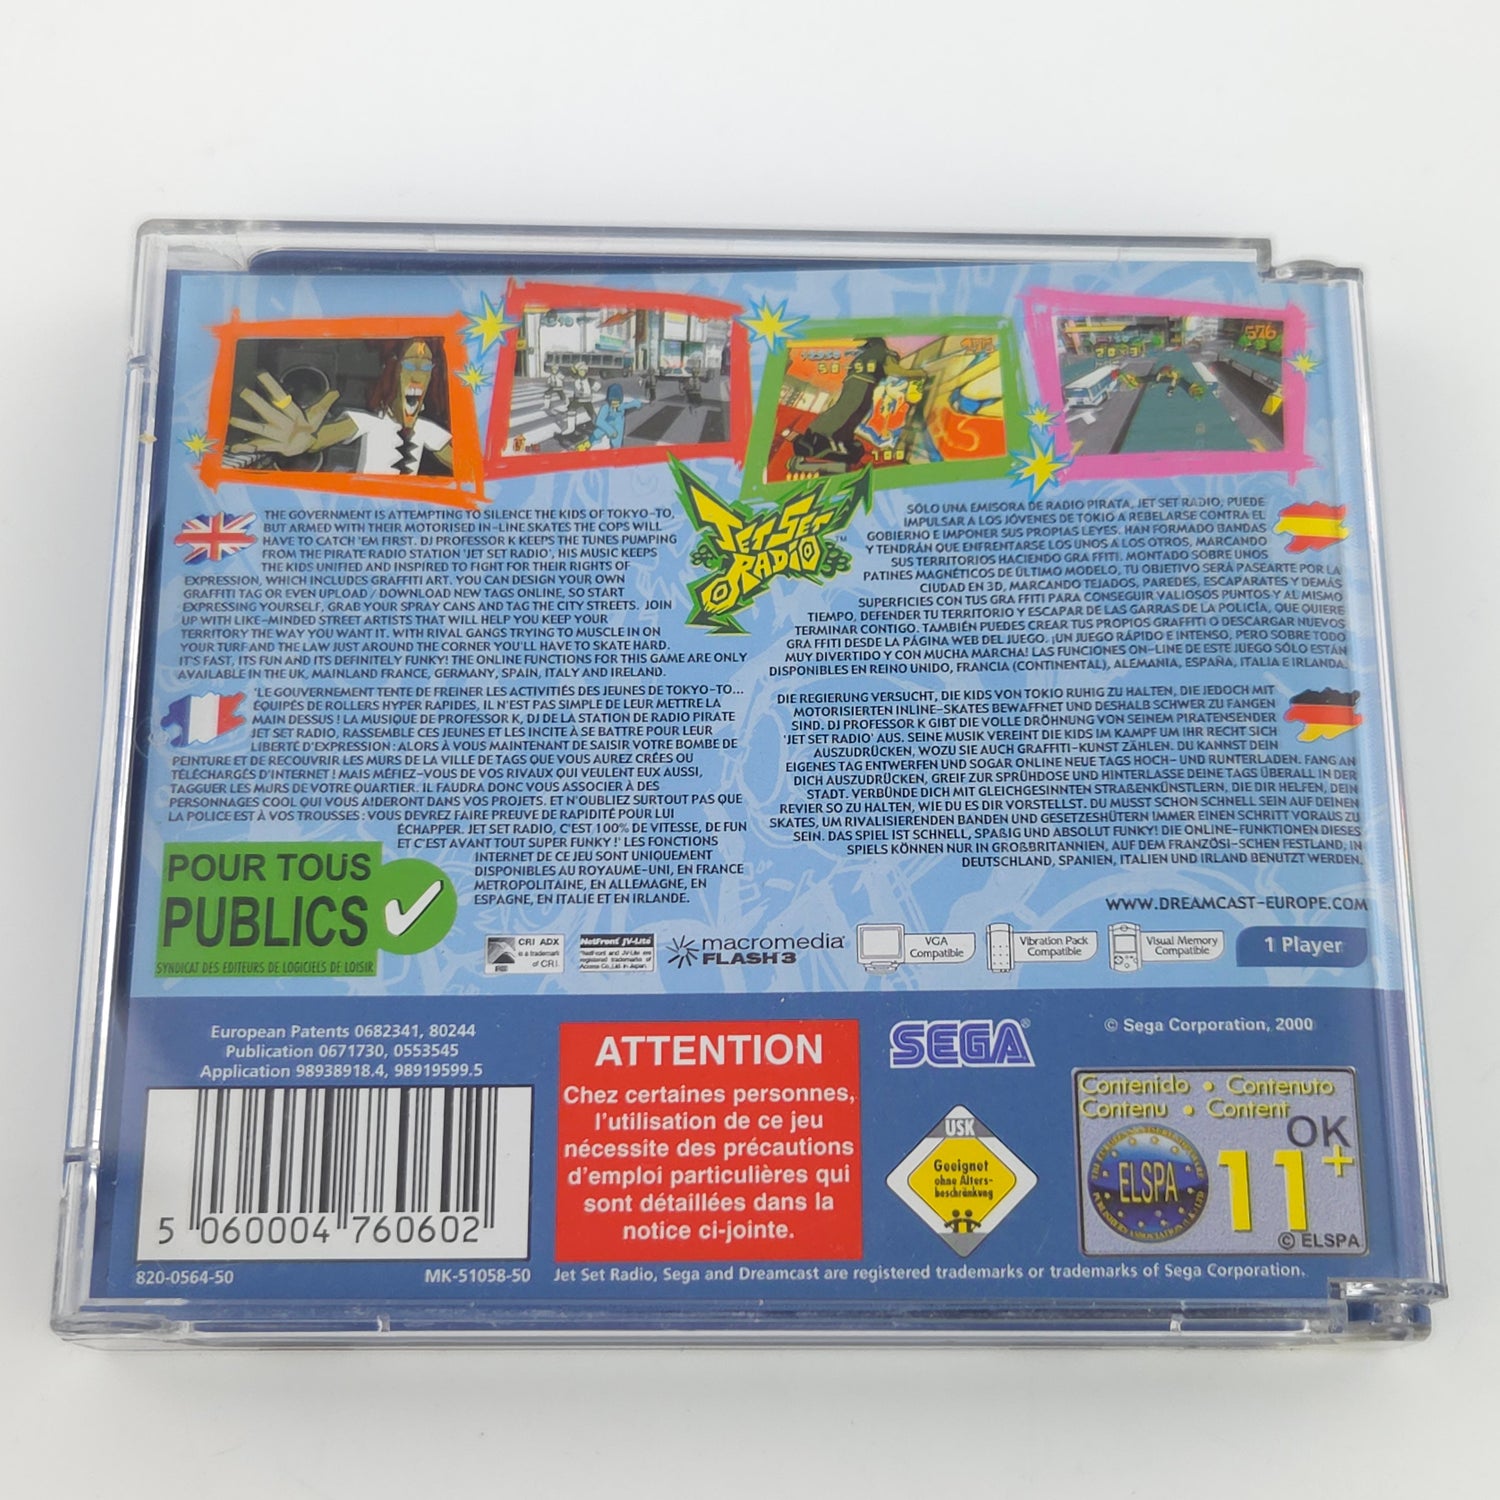 50-50
100
576
JET SET RADIO™
THE GOVERNMENT IS ATTEMPTING TO SILENCE THE KIDS OF TOKYO-TO,
BUT ARMED WITH THEIR MOTORISED IN-LINE SKATES THE COPS WILL
HAVE TO CATCH 'EM FIRST. DJ PROFESSOR K KEEPS THE TUNES PUMPING
FROM THE PIRATE RADIO STATION 'JET SET RADIO', HIS MUSIC KEEPS
THE KIDS UNIFIED AND INSPIRED TO FIGHT FOR THEIR RIGHTS OF
EXPRESSION, WHICH INCLUDES GRAFFITI ART. YOU CAN DESIGN YOUR OWN
GRAFFITI TAG OR EVEN UPLOAD / DOWNLOAD NEW TAGS ONLINE, SO START
EXPRESSING YOURSELF, GRAB YOUR SPRAY CANS AND TAG THE CITY STREETS. JOIN
UP WITH LIKE-MINDED STREET ARTISTS THAT WILL HELP YOU KEEP YOUR
TERRITORY THE WAY YOU WANT IT. WITH RIVAL GANGS TRYING TO MUSCLE IN ON
YOUR TURF AND THE LAW JUST AROUND THE CORNER YOU'LL HAVE TO SKATE HARD.
IT'S FAST, ITS FUN AND ITS DEFINITELY FUNKY! THE ONLINE FUNCTIONS FOR THIS GAME ARE ONLY
AVAILABLE IN THE UK, MAINLAND FRANCE, GERMANY, SPAIN, ITALY AND IRELAND.
'LE GOUVERNEMENT TENTE DE FREINER LES ACTIVITIÉS DES JEUNES DE TOKYO-TO...
ÉQUIPÉS DE ROLLERS HYPER RAPIDES, IL N'EST PAS SIMPLE DE LEUR METTRE LA
MAIN DESSUS ! LA MUSIQUE DE PROFESSOR K, DJ DE LA STATION DE RADIO PIRATE
JET SET RADIO, RASSEMBLE CES JEUNES ET LES INCITE À SE BATTRE POUR LEUR
LIBERTÉ D'EXPRESSION : ALORS À VOUS MAINTENANT DE SAISIR VOTRE BOMBE DE
PEINTURE ET DE RECOUVRIR LES MURS DE LA VILLE DE TAGS QUE VOUS AUREZ CRÉES OU
TÉLÉCHARGÉS D'INTERNET ! MAIS MÉFIEZ-VOUS DE VOS RIVAUX QUI VEULENT EUX AUSSI,
TAGGUER LES MURS DE VOTRE QUARTIER. IL FAUDRA DONC VOUS ASSOCIER À DES
PERSONNAGES COOL QUI VOUS A!DERONT DANS VOS PROJETS. ET N'OUBLIEZ SURTOUT PAS QUE
LA POLICE EST À VOS TROUSSES : VOUS DEVREZ FAIRE PREUVE DE RAPIDITÉ POUR LUI
ÉCHAPPER. JET SET RADIO, C'EST 100% DE VITESSE, DE FUN
ET C'EST AVANT TOUT SUPER FUNKY !' LES FONCTIONS
INTERNET DE CE JEU SONT UNIQUEMENT
DISPONIBLES AU ROYAUME-UNI, EN FRANCE
METROPOLITAINE, EN ALLEMAGNE, EN
ESPAGNE, EN ITALIE ET EN IRLANDE.
SÓLO UNA EMISORA DE RADIO PIRATA, JET SET RADIO, PUEDE
IMPULSAR A LOS JÓVENES DE TOKIO A REBELARSE CONTRA EL
GOBIERNO E IMPONER SUS PROPIAS LEYES. HAN FORMADO BANDAS
Y TENDRÁN QUE ENFRENTARSE LOS UNOS A LOS OTROS, MARCANDO
SUS TERRITORIOS HACIENDO GRAFFITI. MONTADO SOBRE UNOS
PATINES MAGNÉTICOS DE ÚLTIMO MODELO, TU OBJETIVO SERÁ PASEARTE POR LA
CIUDAD EN 3D, MARCANDO TEJADOS, PAREDES, ESCAPARATES Y DEMÁS
SUPERFICIES CON TUS GRA FFITI PARA CONSEGUIR VALIOSOS PUNTOS Y AL MISMO
TIEMPO, DEFENDER TU TERRITORIO Y ESCAPAR DE LAS GARRAS DE LA POLICÍA, QUE QUIERE
TERMINAR CONTIGO. TAMBIÉN PUEDES CREAR TUS PROPIOS GRAFFITI O DESCARGAR NUEVOS
GRA FFITI DESDE LA PÁGINA WEB DEL JUEGO. ¡UN JUEGO RÁPIDO E INTENSO, PERO SOBRE TODO
MUY DIVERTIDO Y CON MUCHA MARCHA! LAS FUNCIONES ON-LINE DE ESTE JUEGO SÓLO ESTÁN
DISPONIBLES EN REINO UNIDO, FRANCIA (CONTINENTAL), ALEMANIA, ESPAÑA, ITALIA E IRLANDA.
DIE REGIERUNG VERSUCHT, DIE KIDS VON TOKIO RUHIG ZU HALTEN, DIE JEDOCH MIT
MOTORISIERTEN INLINE-SKATES BEWAFFNET UND DESHALB SCHWER ZU FANGEN
SIND. DJ PROFESSOR K GIBT DIE VOLLE DRÖHNUNG VON SEINEM PIRATENSENDER
'JET SET RADIO' AUS. SEINE MUSIK VEREINT DIE KIDS IM KAMPF UM IHR RECHT SICH
AUSZUDRÜCKEN, WOZU SIE AUCH GRAFFITI-KUNST ZÄHLEN. DU KANNST DEIN
EIGENES TAG ENTWERFEN UND SOGAR ONLINE NEUE TAGS HOCH- UND RUNTERLADEN. FANG AN
DICH AUSZUDRÜCKEN, GREIF ZUR SPRÜHDOSE UND HINTERLASSE DEINE TAGS ÜBERALL IN DER
STADT. VERBÜNDE DICH MIT GLEICHGESINNTEN STRAßENKÜNSTLERN, DIE DIR HELFEN, DEIN
REVIER SO ZU HALTEN, WIE DU ES DIR VORSTELLST. DU MUSST SCHON SCHNELL SEIN AUF DEINEN
SKATES, UM RIVALISIERENDEN BANDEN UND GESETZESHÜTERN IMMER EINEN SCHRITT VORAUS ZU
SEIN. DAS SPIEL IST SCHNELL, SPAßIG UND ABSOLUT FUNKY! DIE ONLINE-FUNKTIONEN DIESES
SPIELS KÖNNEN NUR IN GROßBRITANNIEN, AUF DEM FRANZÖSI-SCHEN FESTLAND, IN
DEUTSCHLAND, SPANIEN, ITALIEN UND IRLAND BENUTZT WERDEN.
WWW.DREAMCAST-EUROPE.COM
POUR TOUS
PUBLICS
SYNDICAT DES EDITEURS DE LOGICIELS DE LOISIR
CRI ADX
is a trademark
of CRI.
NetFront JV-Lite
"NetFront and JV-Lite are
registered trademarks of
Access Co., Ltd. in Japan.
macromedia®
FLASH 3
VGA
Compatible
Vibration Pack
Compatible
Visual Memory
Compatible
1 Player
European Patents 0682341, 80244
Publication 0671730, 0553545
Application 98938918.4, 98919599.5
5 060004 760602
820-0564-50
MK-51058-50
ATTENTION
Chez certaines personnes,
l'utilisation de ce jeu
nécessite des précautions
d'emploi particulières qui
sont détaillées dans la
notice ci-jointe.
SEGA®
© Sega Corporation, 2000
USK
Geeignet
ohne Alters-
beschränkung
Contenido • Contenuto
Contenu • Content
OK
ELSPA
11+
© ELSPA
Jet Set Radio, Sega and Dreamcast are registered trademarks or trademarks of Sega Corporation.